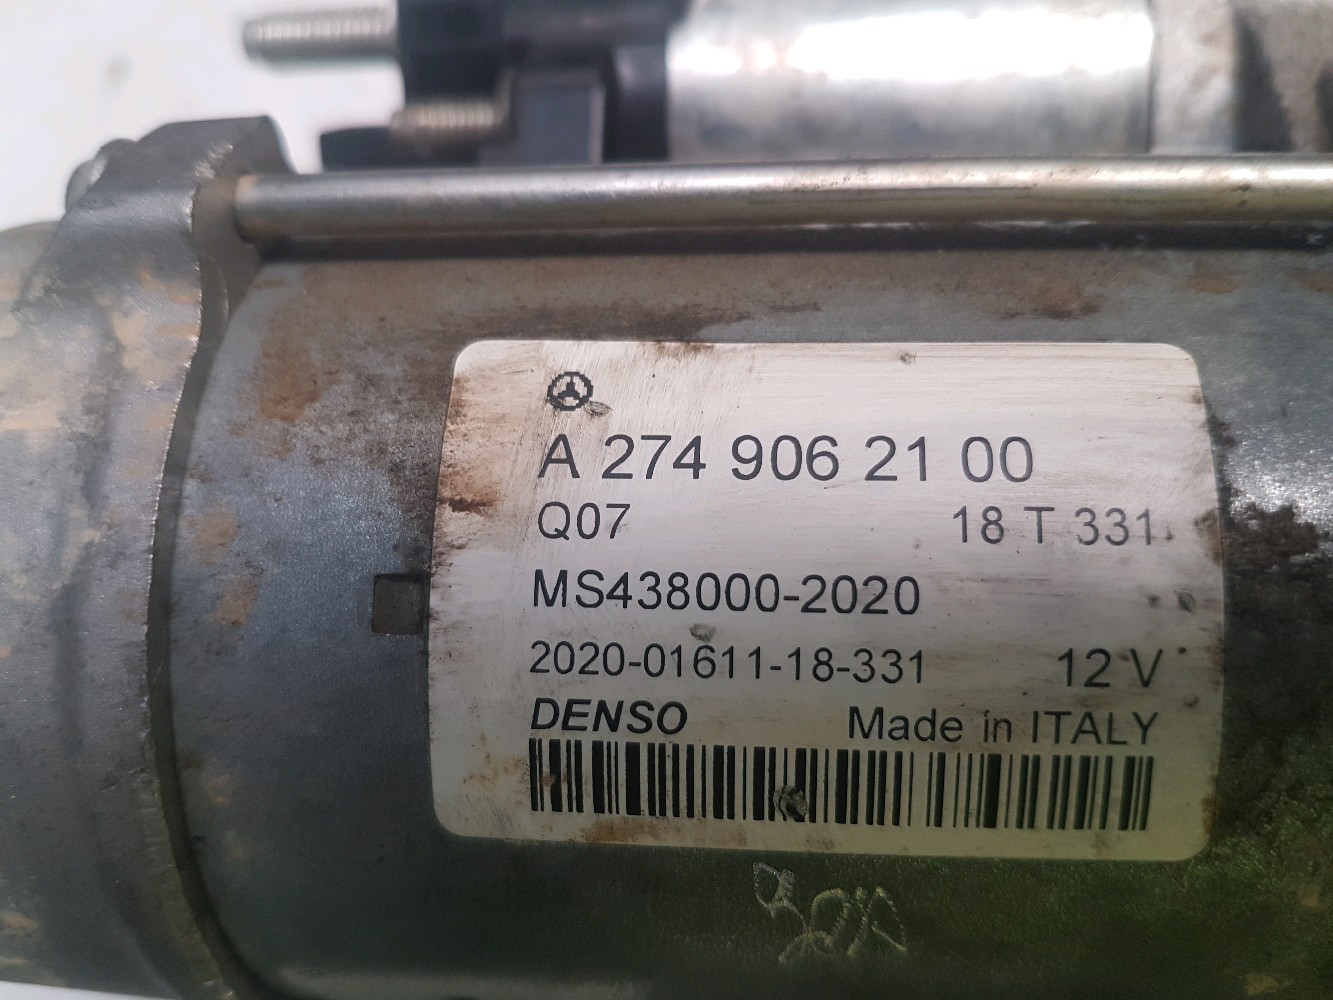 A 274 906 21 00
Q07 18 T 331
MS438000-2020
2020-01611-18-331 12 V
DENSO Made in ITALY